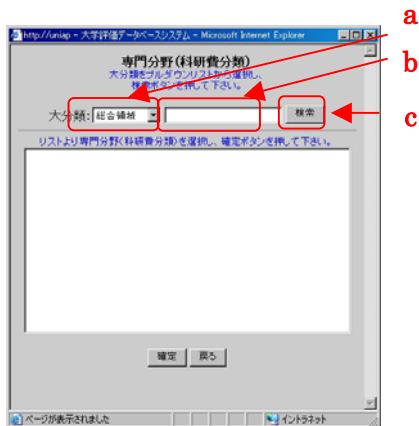 http://uniap - 大学評価データベースシステム - Microsoft Internet Explorer
a
専門分野(科研費分類)
大分類をプルダウンリストから選択し、
検索ボタンを押して下さい。
b
大分類: 総合領域 検索
c
リストより専門分野(科研費分類)を選択し、確定ボタンを押して下さい。
確定 戻ろ
ページが表示されました イントラネット